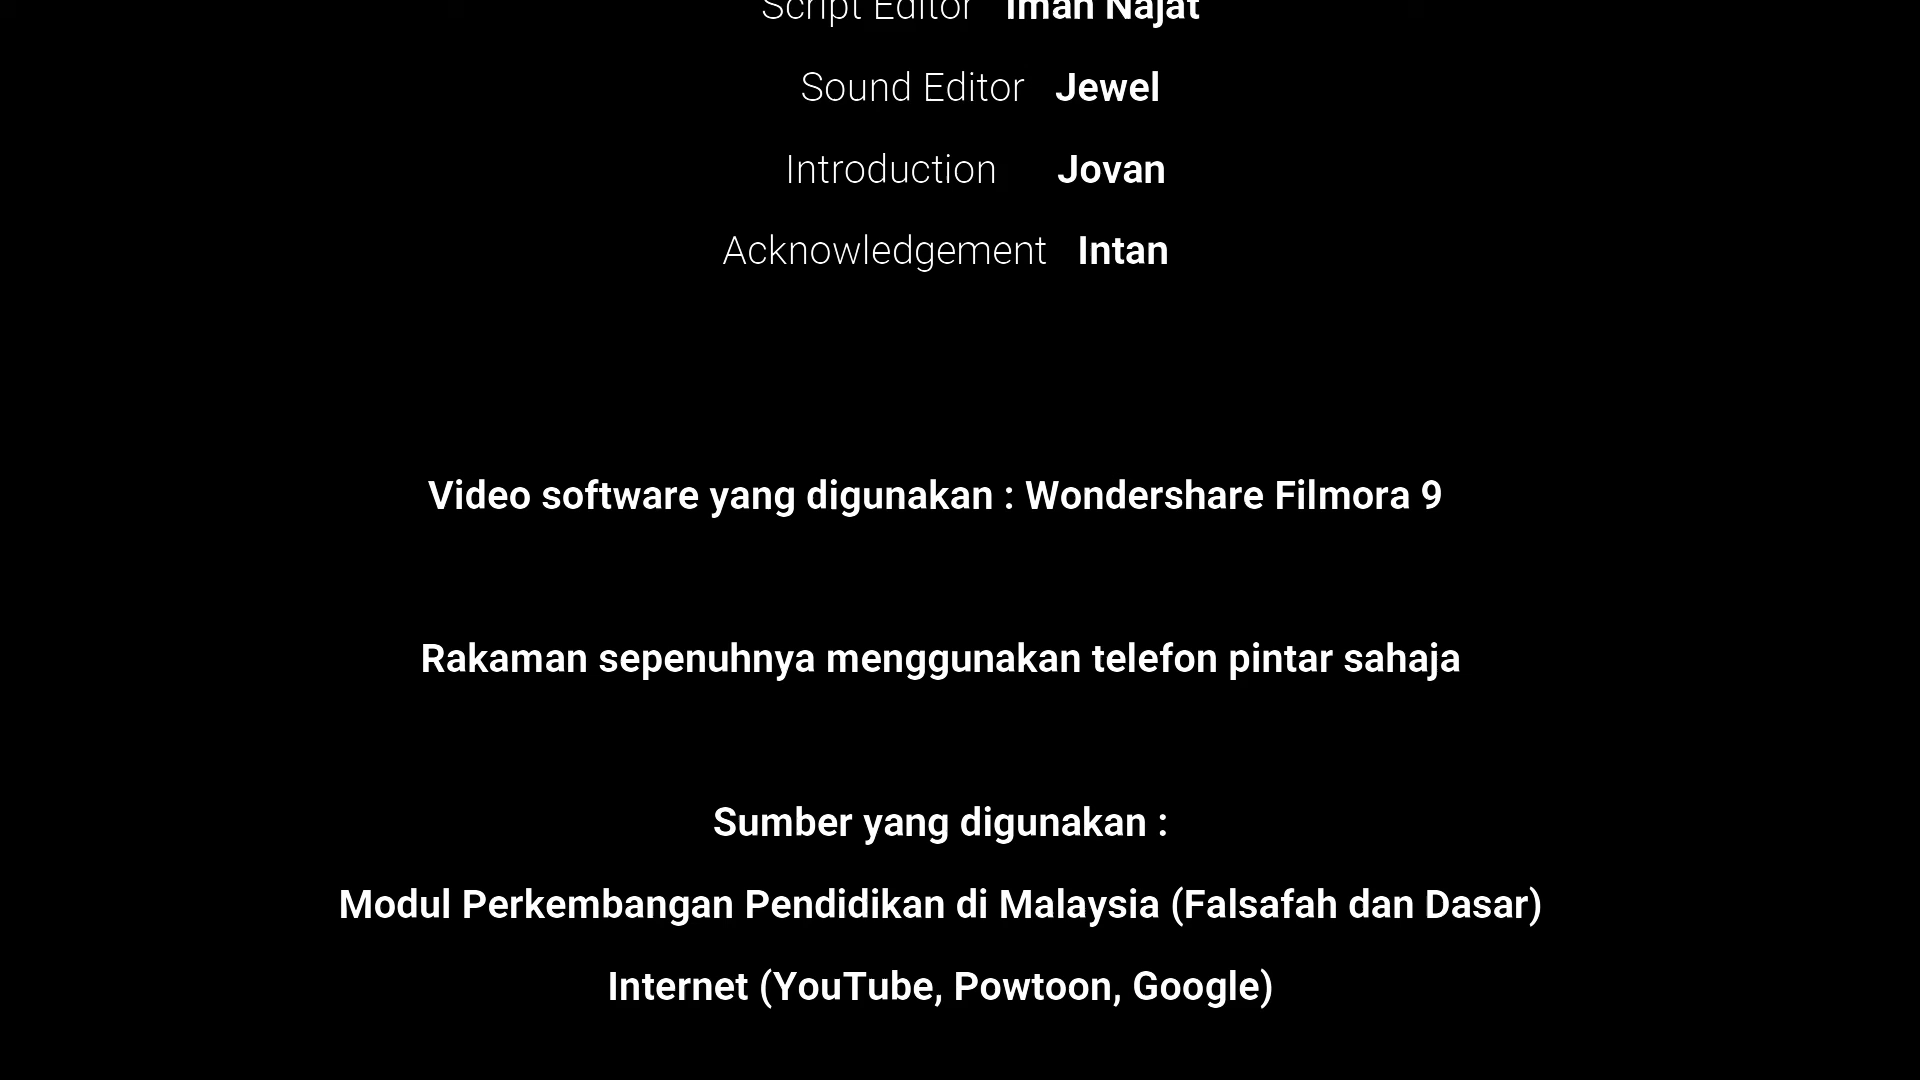 Script Editor Iman Najat
Sound Editor Jewel
Introduction Jovan
Acknowledgement Intan
Video software yang digunakan : Wondershare Filmora 9
Rakaman sepenuhnya menggunakan telefon pintar sahaja
Sumber yang digunakan :
Modul Perkembangan Pendidikan di Malaysia (Falsafah dan Dasar)
Internet (YouTube, Powtoon, Google)